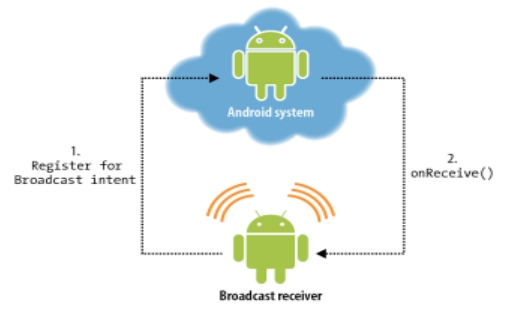 Android system
1.
Register for
Broadcast intent
2.
onReceive()
Broadcast receiver